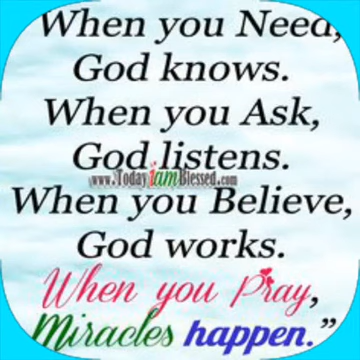 When you Need,
God knows.
When you Ask,
God listens.
www.TodayiamBlessed.com
When you Believe,
God works.
When you Pray,
Miracles happen.”